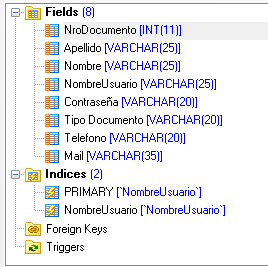 Fields (8)
NroDocumento [INT(11)]
Apellido [VARCHAR(25)]
Nombre [VARCHAR(25)]
NombreUsuario [VARCHAR(25)]
Contraseña [VARCHAR(20)]
Tipo Documento [VARCHAR(20)]
Telefono [VARCHAR(20)]
Mail [VARCHAR(35)]
Indices (2)
PRIMARY [`NombreUsuario`]
NombreUsuario [`NombreUsuario`]
Foreign Keys
Triggers